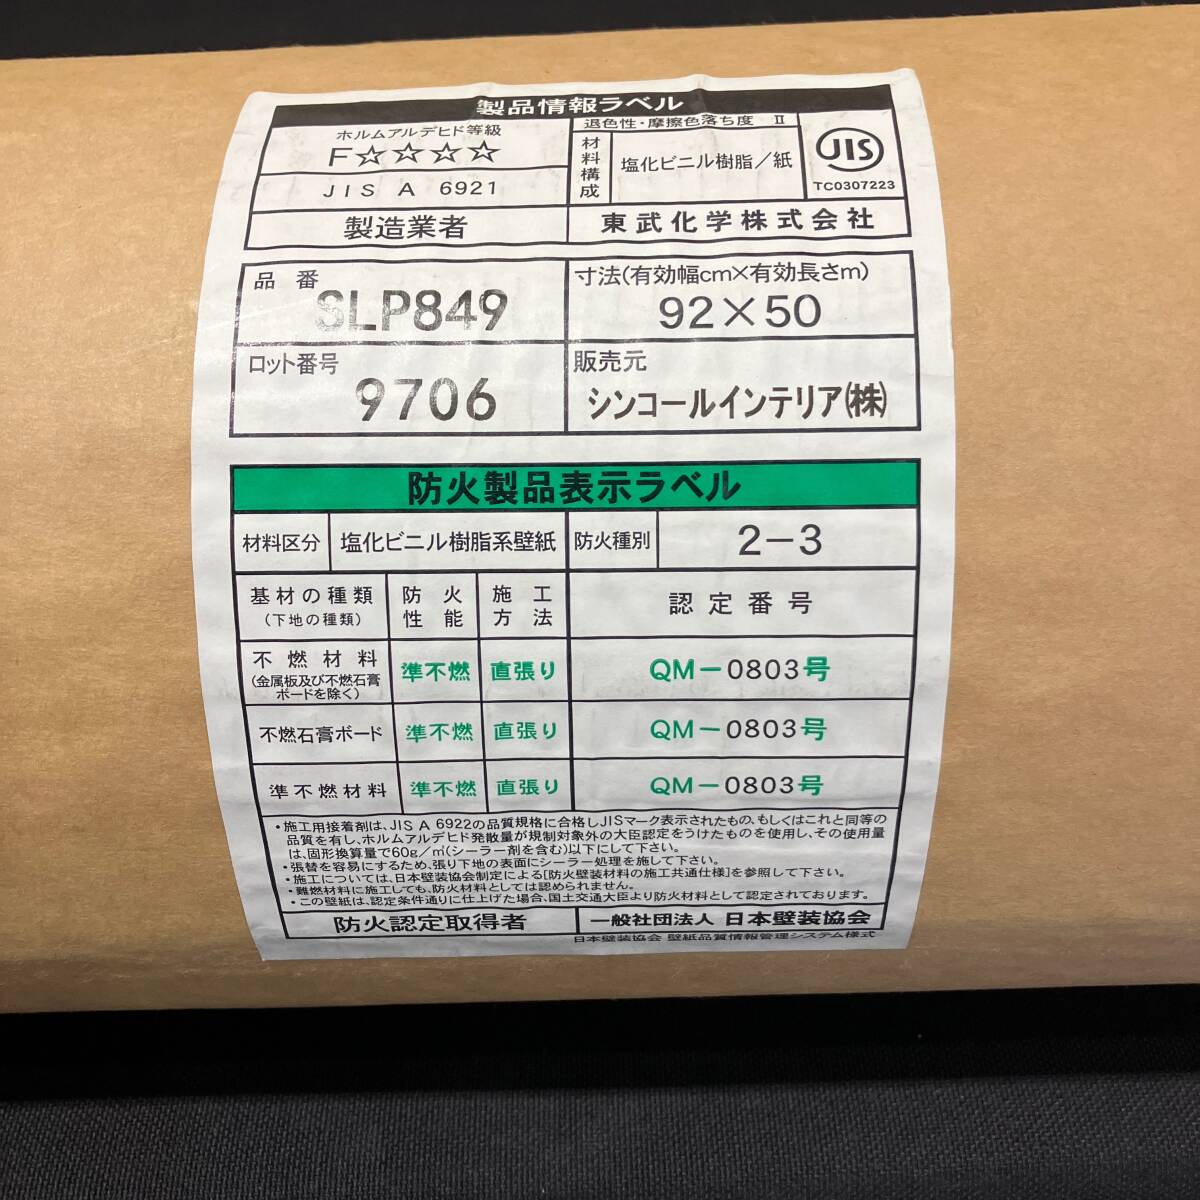 製品情報ラベル
ホルムアルデヒド等級
F☆☆☆☆
JIS A 6921
退色性・摩擦色落ち度 Ⅱ
材料構成
塩化ビニル樹脂／紙
JIS
TC0307223
製造業者
東武化学株式会社
品番
SLP849
寸法(有効幅cm×有効長さm)
92×50
ロット番号
9706
販売元
シンコールインテリア㈱
防火製品表示ラベル
材料区分
塩化ビニル樹脂系壁紙
防火種別
2-3
基材の種類
(下地の種類)
防火性能
施工方法
認定番号
不燃材料
(金属板及び不燃石膏
ボードを除く)
準不燃
直張り
QM-0803号
不燃石膏ボード
準不燃
直張り
QM-0803号
準不燃材料
準不燃
直張り
QM-0803号
・施工用接着剤は、JIS A 6922の品質規格に合格しJISマーク表示されたもの、もしくはこれと同等の
品質を有し、ホルムアルデヒド発散量が規制対象外の大臣認定をうけたものを使用し、その使用量
は、固形換算量で60g／㎡(シーラー剤を含む)以下にして下さい。
・張替を容易にするため、張り下地の表面にシーラー処理を施して下さい。
・施工については、日本壁装協会制定による[防火壁装材料の施工共通仕様]を参照して下さい。
・難燃材料に施工しても、防火材料としては認められません。
・この壁紙は、認定条件通りに仕上げた場合、国土交通大臣より防火材料として認定されております。
防火認定取得者
一般社団法人 日本壁装協会
日本壁装協会 壁紙品質情報管理システム様式